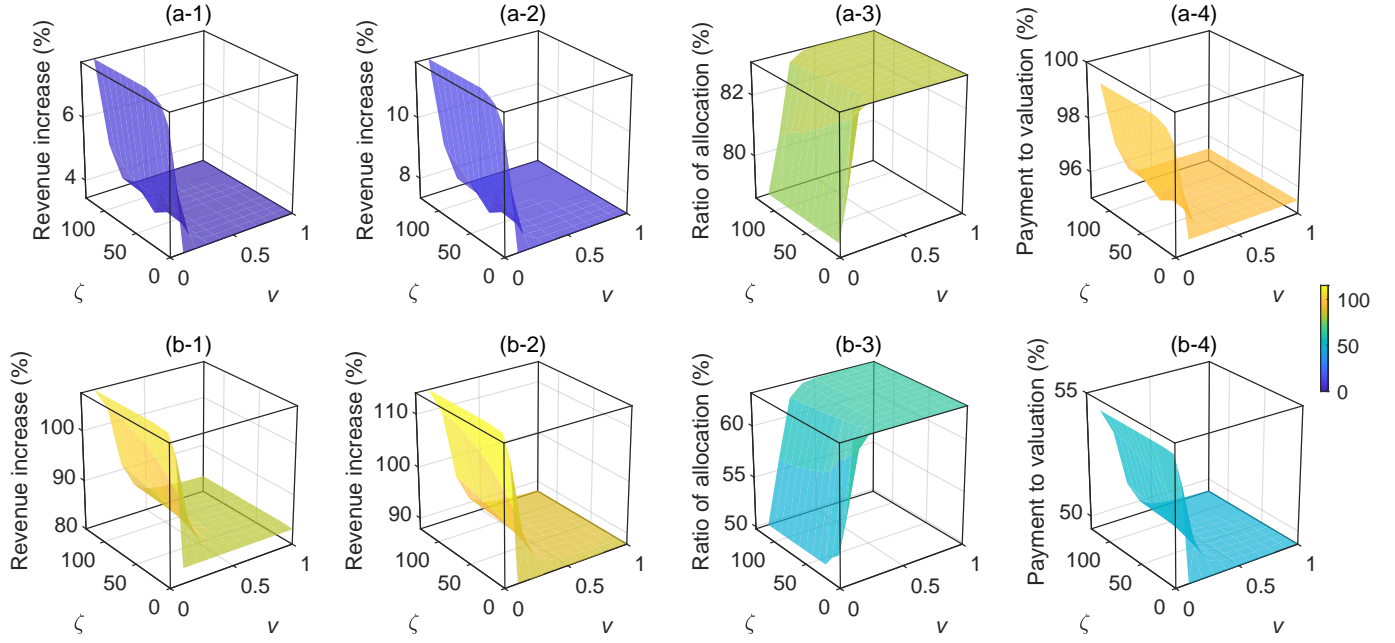 (a-1)
Revenue increase (%)
6
4
100
50
0
ζ
0
0.5
1
v
(a-2)
Revenue increase (%)
10
8
100
50
0
ζ
0
0.5
1
v
(a-3)
Ratio of allocation (%)
82
80
100
50
0
ζ
0
0.5
1
v
(a-4)
Payment to valuation (%)
100
98
96
100
50
0
ζ
0
0.5
1
v
100
50
0
(b-1)
Revenue increase (%)
100
90
80
100
50
0
ζ
0
0.5
1
v
(b-2)
Revenue increase (%)
110
100
90
100
50
0
ζ
0
0.5
1
v
(b-3)
Ratio of allocation (%)
60
55
50
100
50
0
ζ
0
0.5
1
v
(b-4)
Payment to valuation (%)
55
50
100
50
0
ζ
0
0.5
1
v